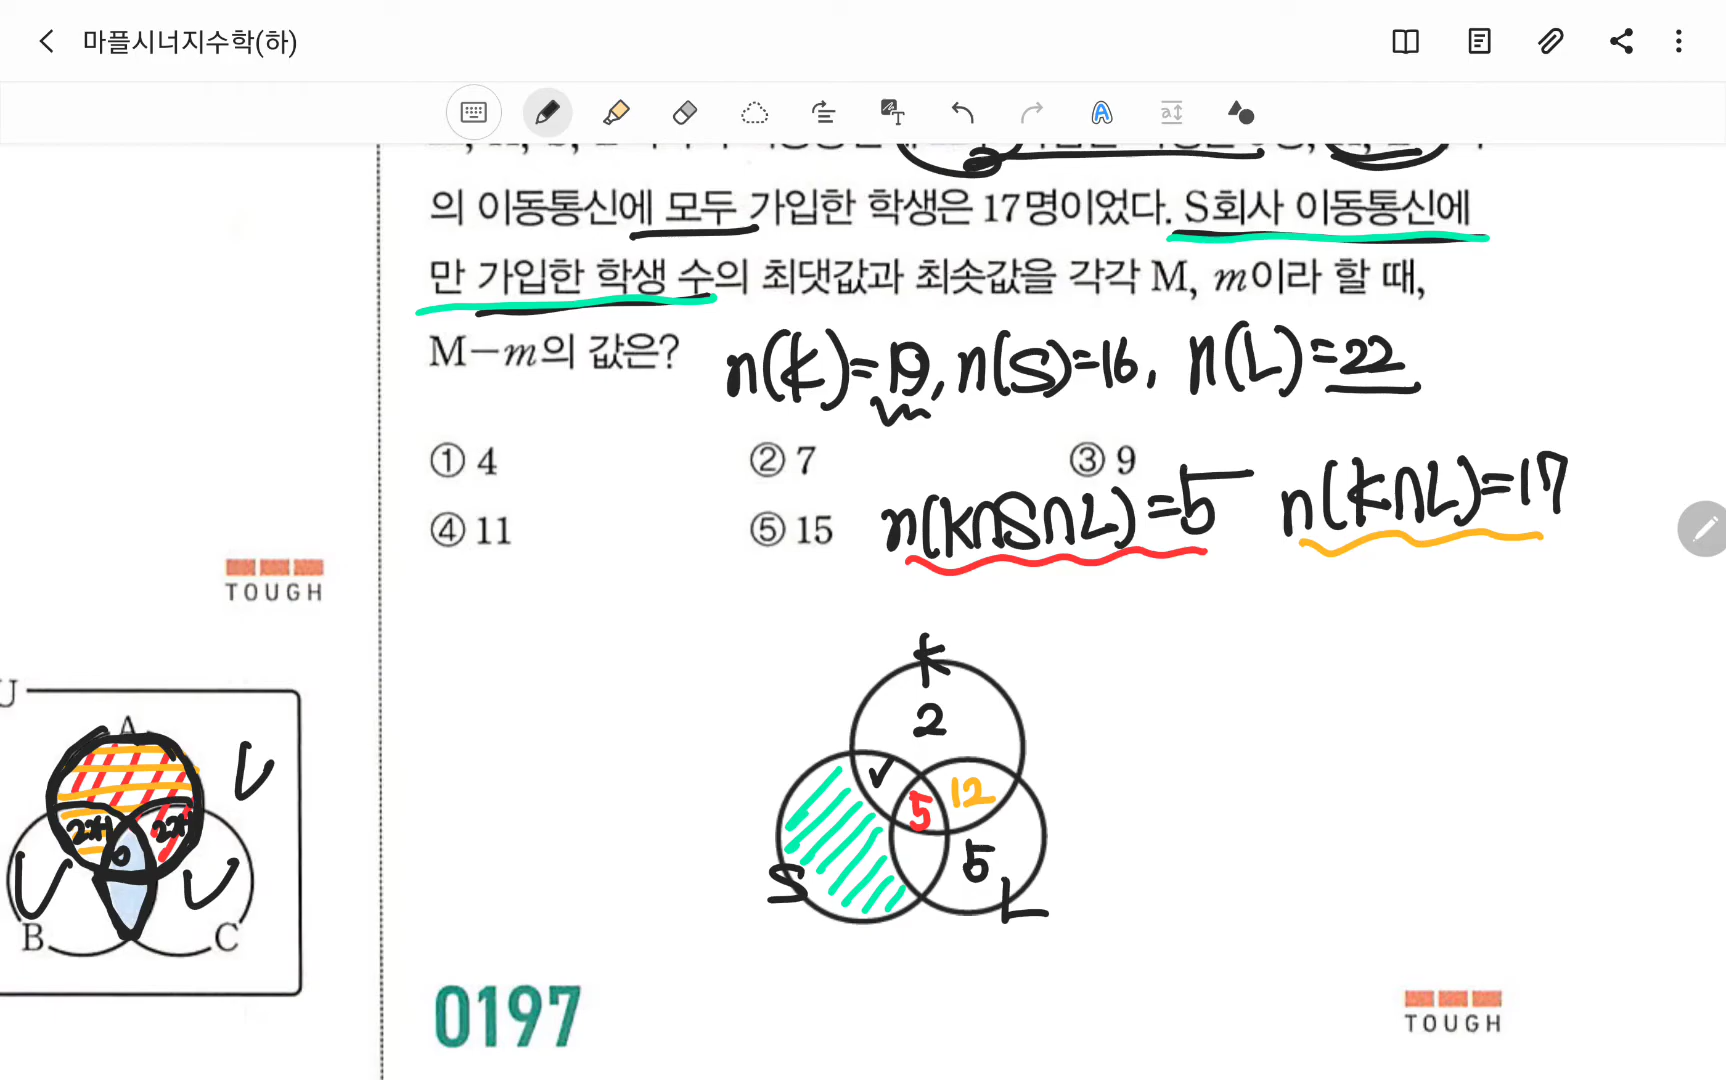 마플시너지수학(하)
의 이동통신에 모두 가입한 학생은 17명이었다. S회사 이동통신에
만 가입한 학생 수의 최댓값과 최솟값을 각각 M, m이라 할 때,
M-m의 값은?
n(K)=19, n(S)=16, n(L)=22
① 4 ② 7 ③ 9
④ 11 ⑤ 15
n(K∩S∩L)=5 n(K∩L)=17
TOUGH
K
2
5 12
5
S
L
U
A
0
B C
0197
TOUGH